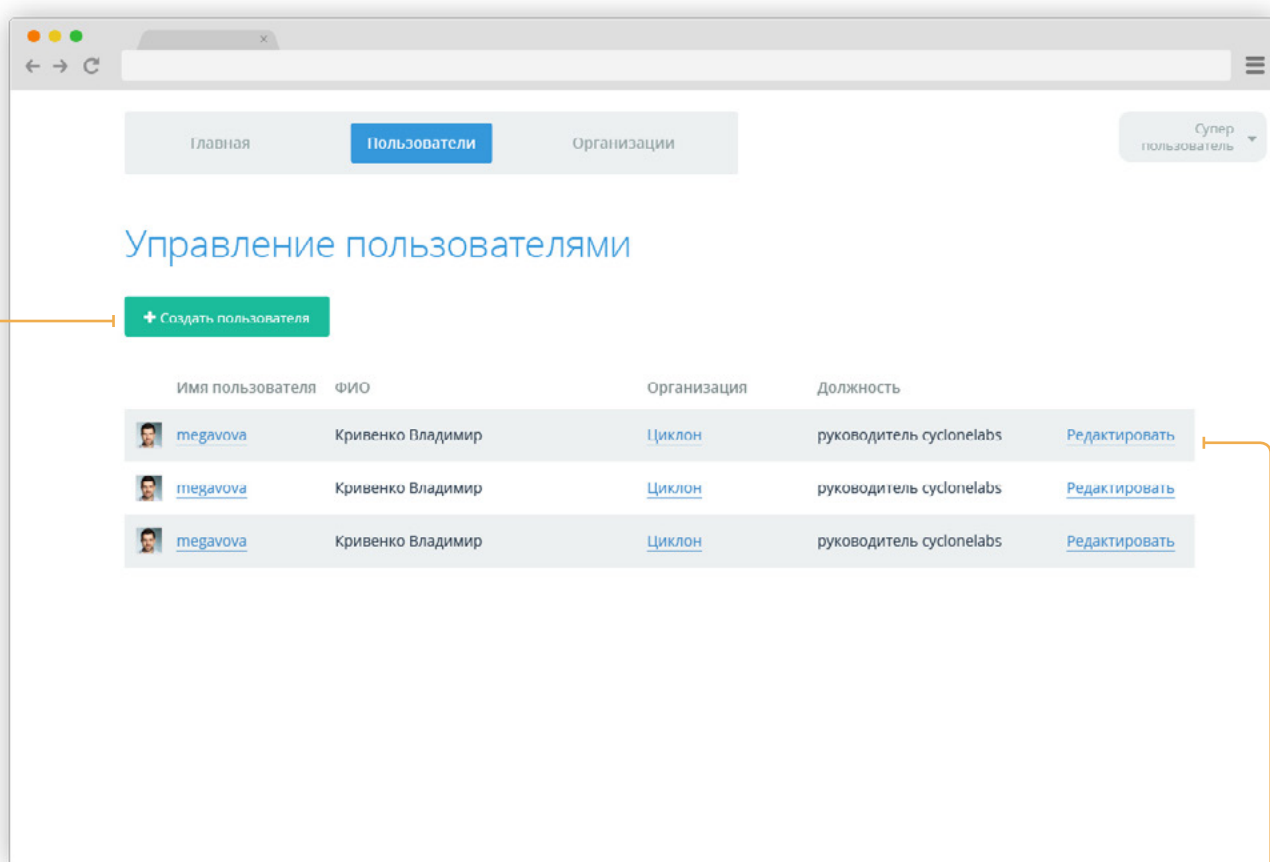 Главная Пользователи Организации
Супер
пользователь
Управление пользователями
+ Создать пользователя
Имя пользователя ФИО Организация Должность
megavova Кривенко Владимир Циклон руководитель cyclonelabs Редактировать
megavova Кривенко Владимир Циклон руководитель cyclonelabs Редактировать
megavova Кривенко Владимир Циклон руководитель cyclonelabs Редактировать